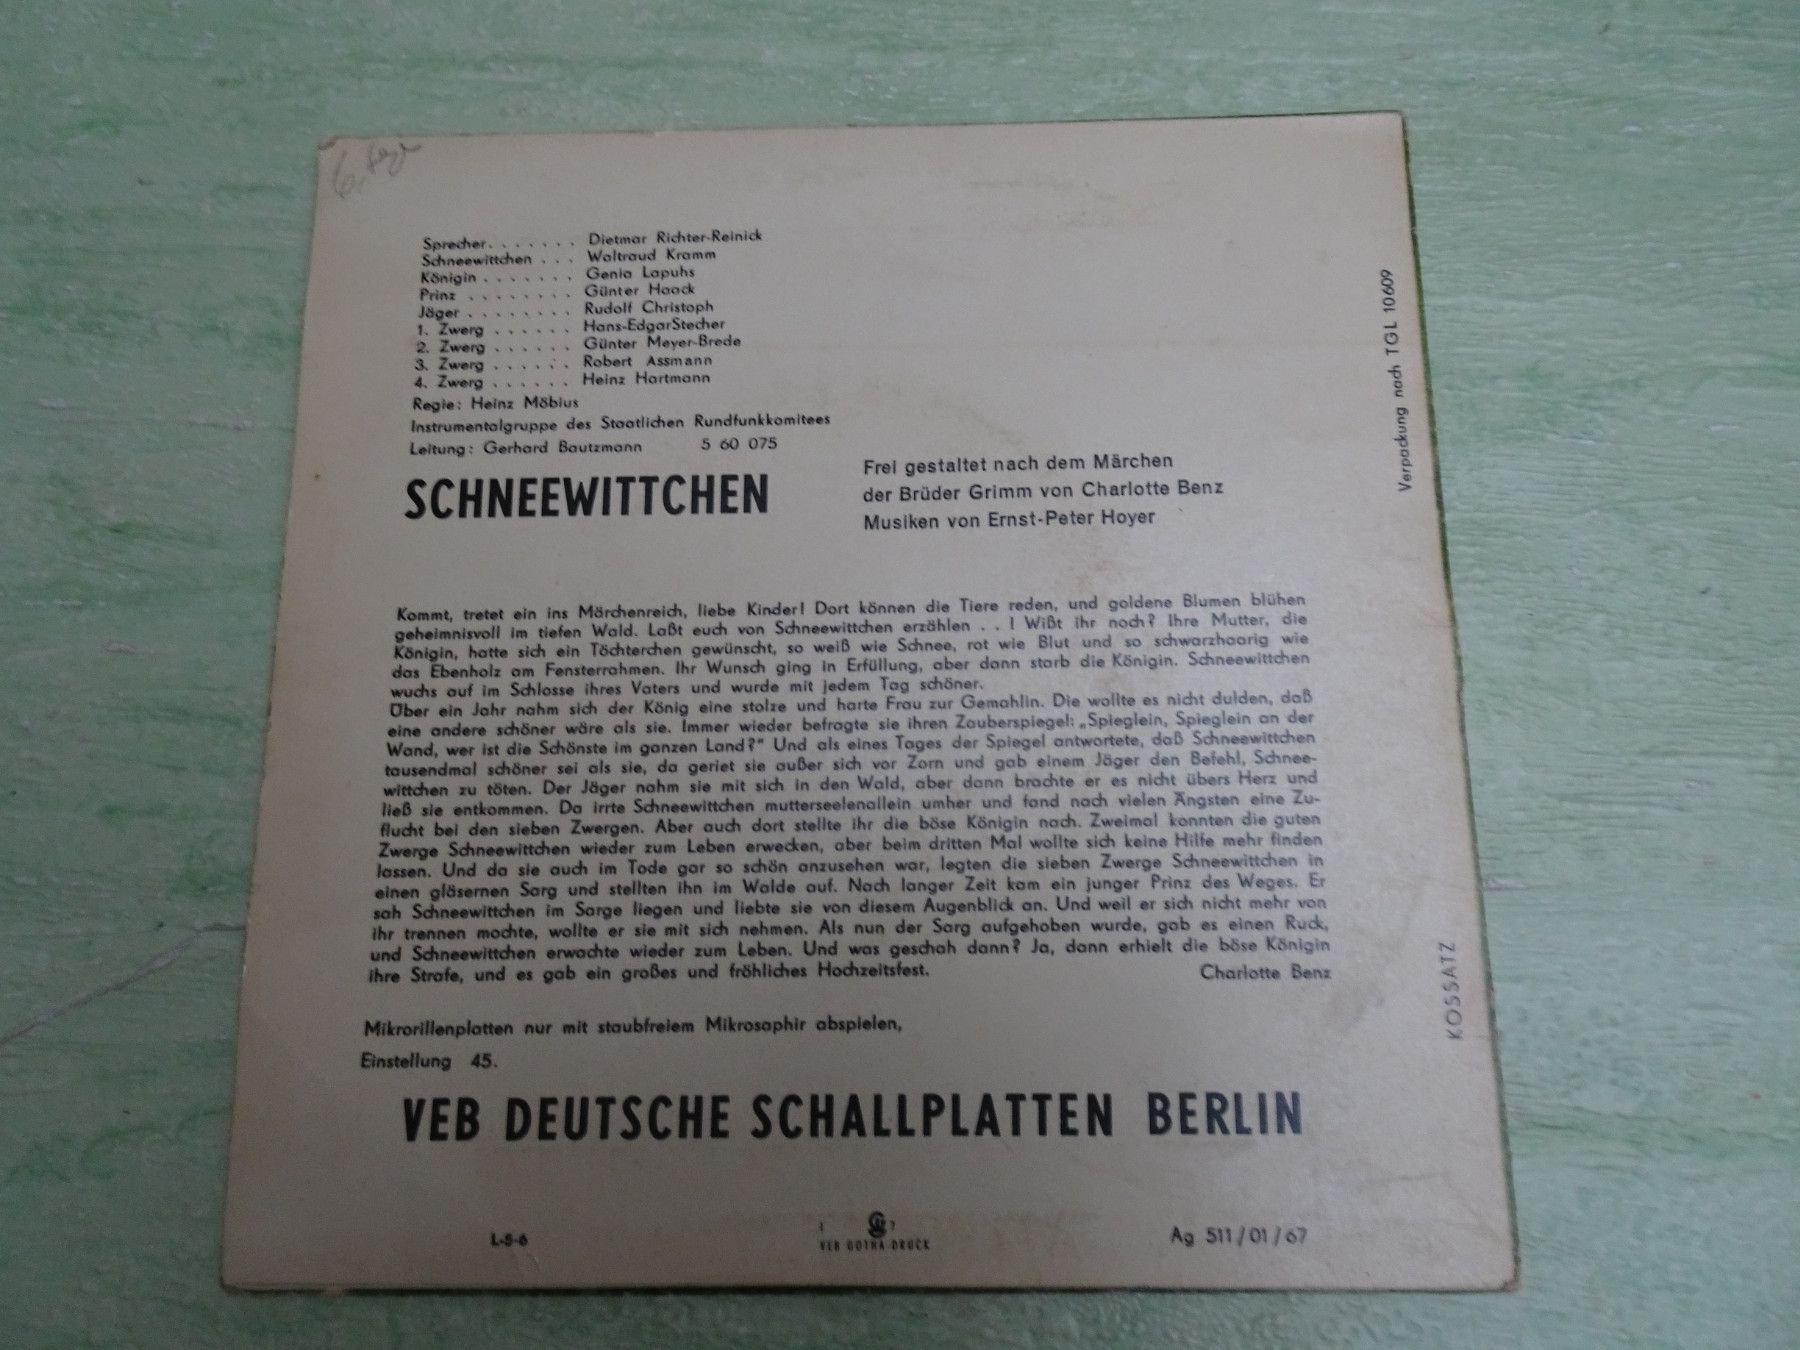 Sprecher. . . . . . . Dietmar Richter-Reinick
Schneewittchen . . . Waltraud Kramm
Königin . . . . . . . Genia Lapuhs
Prinz . . . . . . . . Günter Haack
Jäger . . . . . . . . Rudolf Christoph
1. Zwerg . . . . . . Hans-EdgarStecher
2. Zwerg . . . . . . Günter Meyer-Brede
3. Zwerg . . . . . . Robert Assmann
4. Zwerg . . . . . . Heinz Hartmann
Regie: Heinz Möbius
Instrumentalgruppe des Staatlichen Rundfunkkomitees
Leitung: Gerhard Bautzmann 5 60 075
SCHNEEWITTCHEN
Frei gestaltet nach dem Märchen
der Brüder Grimm von Charlotte Benz
Musiken von Ernst-Peter Hoyer
Kommt, tretet ein ins Märchenreich, liebe Kinder! Dort können die Tiere reden, und goldene Blumen blühen
geheimnisvoll im tiefen Wald. Laßt euch von Schneewittchen erzählen . . ! Wißt ihr noch? Ihre Mutter, die
Königin, hatte sich ein Töchterchen gewünscht, so weiß wie Schnee, rot wie Blut und so schwarzhaarig wie
das Ebenholz am Fensterrahmen. Ihr Wunsch ging in Erfüllung, aber dann starb die Königin. Schneewittchen
wuchs auf im Schlosse ihres Vaters und wurde mit jedem Tag schöner.
Über ein Jahr nahm sich der König eine stolze und harte Frau zur Gemahlin. Die wollte es nicht dulden, daß
eine andere schöner wäre als sie. Immer wieder befragte sie ihren Zauberspiegel: „Spieglein, Spieglein an der
Wand, wer ist die Schönste im ganzen Land?" Und als eines Tages der Spiegel antwortete, daß Schneewittchen
tausendmal schöner sei als sie, da geriet sie außer sich vor Zorn und gab einem Jäger den Befehl, Schnee-
wittchen zu töten. Der Jäger nahm sie mit sich in den Wald, aber dann brachte er es nicht übers Herz und
ließ sie entkommen. Da irrte Schneewittchen mutterseelenallein umher und fand nach vielen Ängsten eine Zu-
flucht bei den sieben Zwergen. Aber auch dort stellte ihr die böse Königin nach. Zweimal konnten die guten
Zwerge Schneewittchen wieder zum Leben erwecken, aber beim dritten Mal wollte sich keine Hilfe mehr finden
lassen. Und da sie auch im Tode gar so schön anzusehen war, legten die sieben Zwerge Schneewittchen in
einen gläsernen Sarg und stellten ihn im Walde auf. Nach langer Zeit kam ein junger Prinz des Weges. Er
sah Schneewittchen im Sarge liegen und liebte sie von diesem Augenblick an. Und weil er sich nicht mehr von
ihr trennen mochte, wollte er sie mit sich nehmen. Als nun der Sarg aufgehoben wurde, gab es einen Ruck,
und Schneewittchen erwachte wieder zum Leben. Und was geschah dann? Ja, dann erhielt die böse Königin
ihre Strafe, und es gab ein großes und fröhliches Hochzeitsfest. Charlotte Benz
Mikrorillenplatten nur mit staubfreiem Mikrosaphir abspielen,
Einstellung 45.
VEB DEUTSCHE SCHALLPLATTEN BERLIN
L-5-6
VEB GOTHA-DRUCK
Ag 511/01/67
Verpackung nach TGL 10609
KOSSATZ